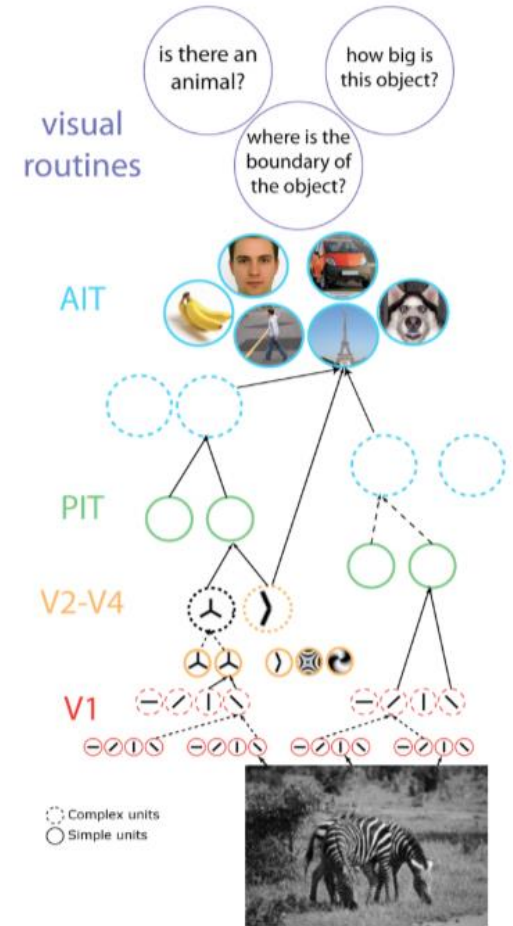 is there an
animal?
how big is
this object?
visual
routines
where is the
boundary of
the object?
AIT
PIT
V2-V4
V1
Complex units
Simple units